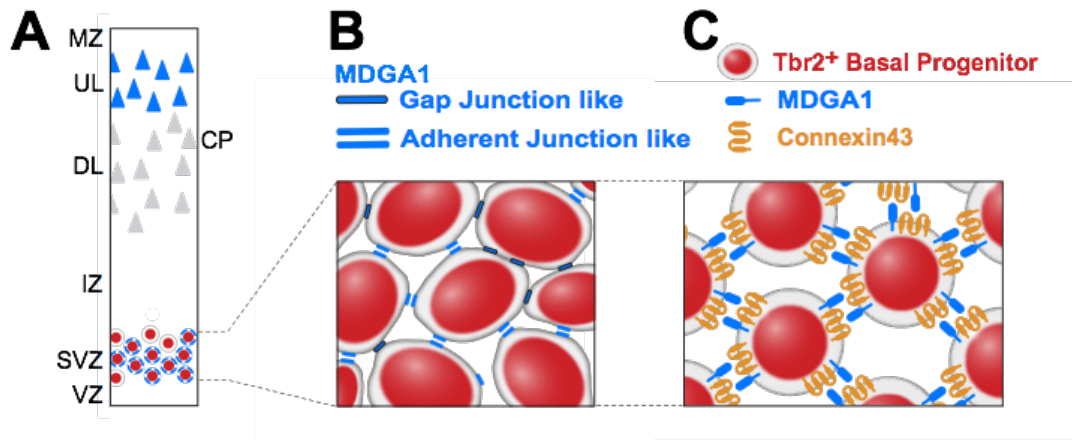 A
MZ
UL
CP
DL
IZ
SVZ
VZ
B
MDGA1
Gap Junction like
Adherent Junction like
C
Tbr2⁺ Basal Progenitor
MDGA1
Connexin43